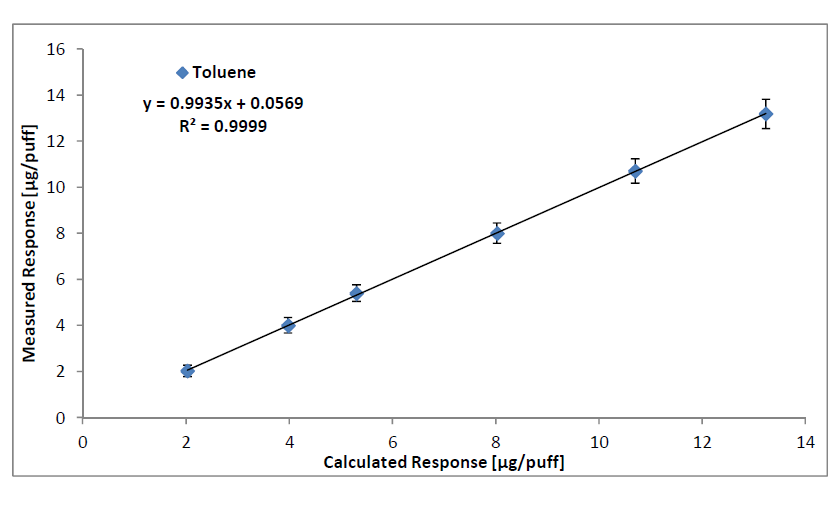 16
14
12
10
8
6
4
2
0
Measured Response [µg/puff]
Toluene
y = 0.9935x + 0.0569
R² = 0.9999
0 2 4 6 8 10 12 14
Calculated Response [µg/puff]